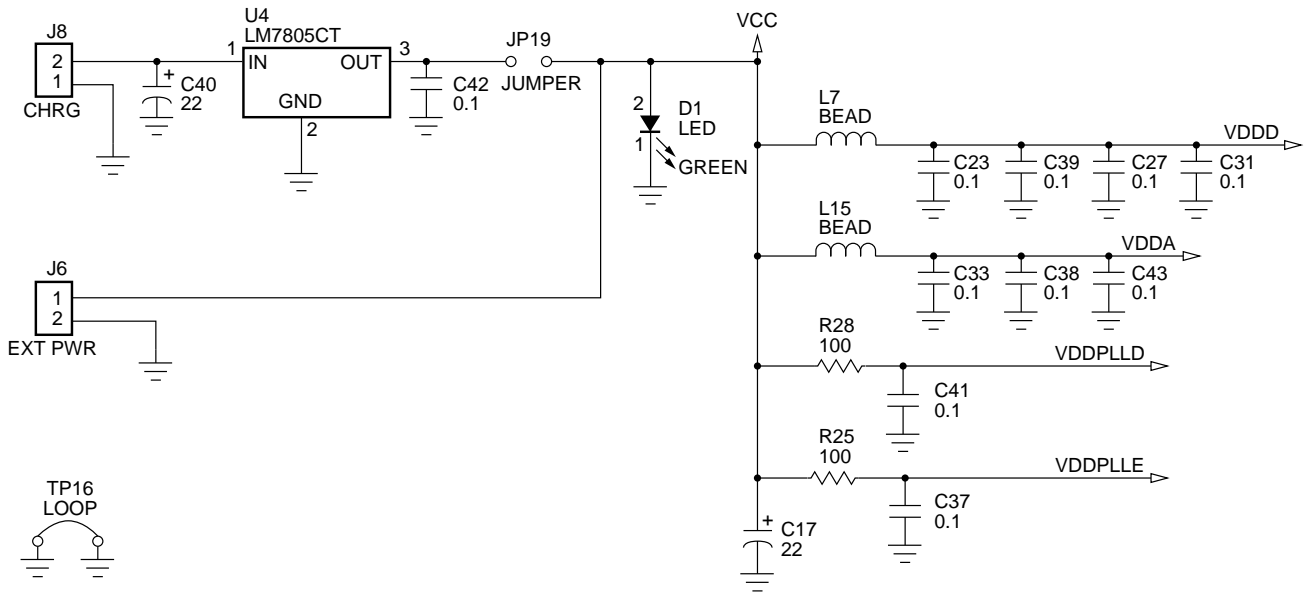 J8
2
1
CHRG
+
C40
22
U4
LM7805CT
1
IN
OUT
3
GND
2
C42
0.1
JP19
JUMPER
2
1
D1
LED
GREEN
VCC
L7
BEAD
VDDD
C23
0.1
C39
0.1
C27
0.1
C31
0.1
L15
BEAD
VDDA
C33
0.1
C38
0.1
C43
0.1
J6
1
2
EXT PWR
R28
100
VDDPLLD
C41
0.1
R25
100
VDDPLLE
C37
0.1
+
C17
22
TP16
LOOP